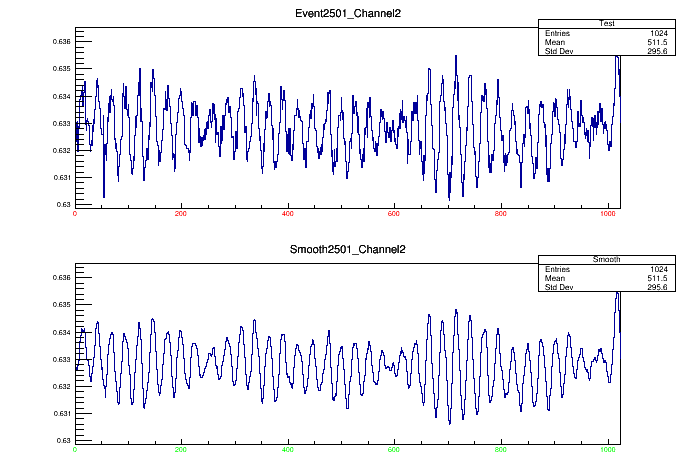 Event2501_Channel2
Test
Entries 1024
Mean 511.5
Std Dev 295.6
0.636
0.635
0.634
0.633
0.632
0.631
0.63
0 200 400 600 800 1000
Smooth2501_Channel2
Smooth
Entries 1024
Mean 511.5
Std Dev 295.6
0.636
0.635
0.634
0.633
0.632
0.631
0.63
0 200 400 600 800 1000